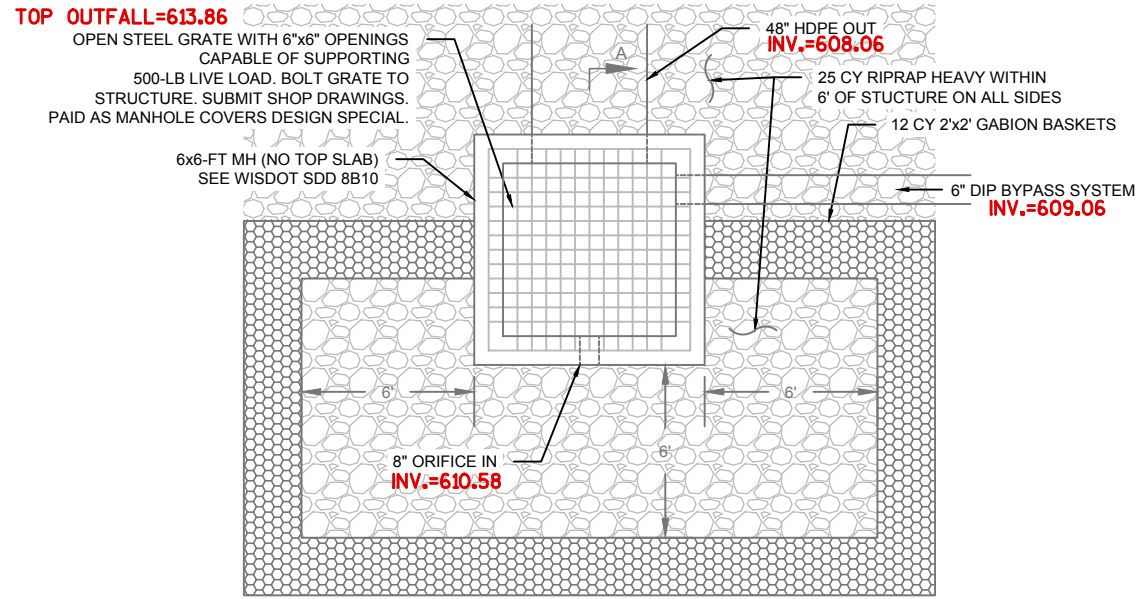 TOP OUTFALL=613.86
OPEN STEEL GRATE WITH 6"x6" OPENINGS
CAPABLE OF SUPPORTING
500-LB LIVE LOAD. BOLT GRATE TO
STRUCTURE. SUBMIT SHOP DRAWINGS.
PAID AS MANHOLE COVERS DESIGN SPECIAL.
6x6-FT MH (NO TOP SLAB)
SEE WISDOT SDD 8B10
A
48" HDPE OUT
INV.=608.06
25 CY RIPRAP HEAVY WITHIN
6' OF STUCTURE ON ALL SIDES
12 CY 2'x2' GABION BASKETS
6" DIP BYPASS SYSTEM
INV.=609.06
6'
6'
6'
8" ORIFICE IN
INV.=610.58